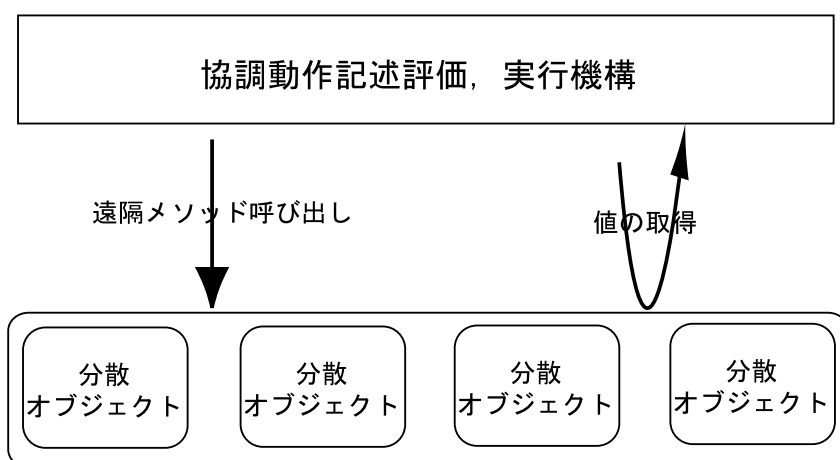 協調動作記述評価，実行機構
遠隔メソッド呼び出し
値の取得
分散
オブジェクト
分散
オブジェクト
分散
オブジェクト
分散
オブジェクト